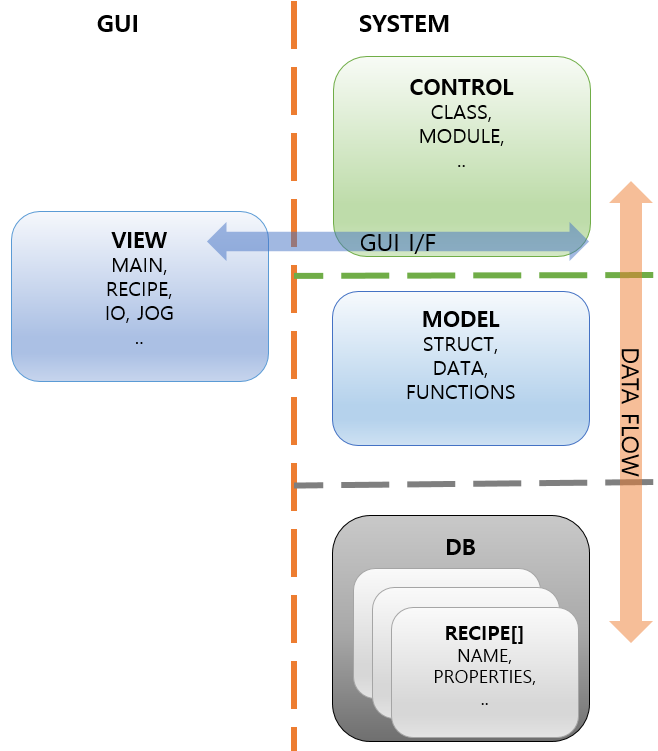 GUI
SYSTEM
CONTROL
CLASS,
MODULE,
..
VIEW
MAIN,
RECIPE,
IO, JOG
..
GUI I/F
MODEL
STRUCT,
DATA,
FUNCTIONS
DATA FLOW
DB
RECIPE[]
NAME,
PROPERTIES,
..